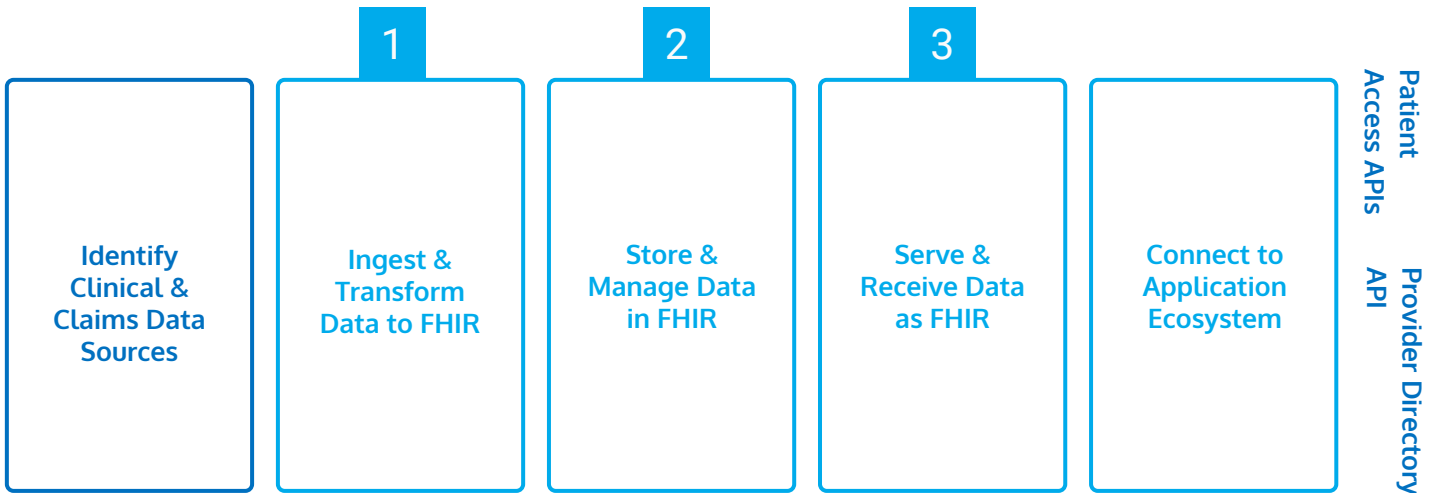 1
2
3
Identify
Clinical &
Claims Data
Sources
Ingest &
Transform
Data to FHIR
Store &
Manage Data
in FHIR
Serve &
Receive Data
as FHIR
Connect to
Application
Ecosystem
Patient
Access APIs
Provider Directory
API